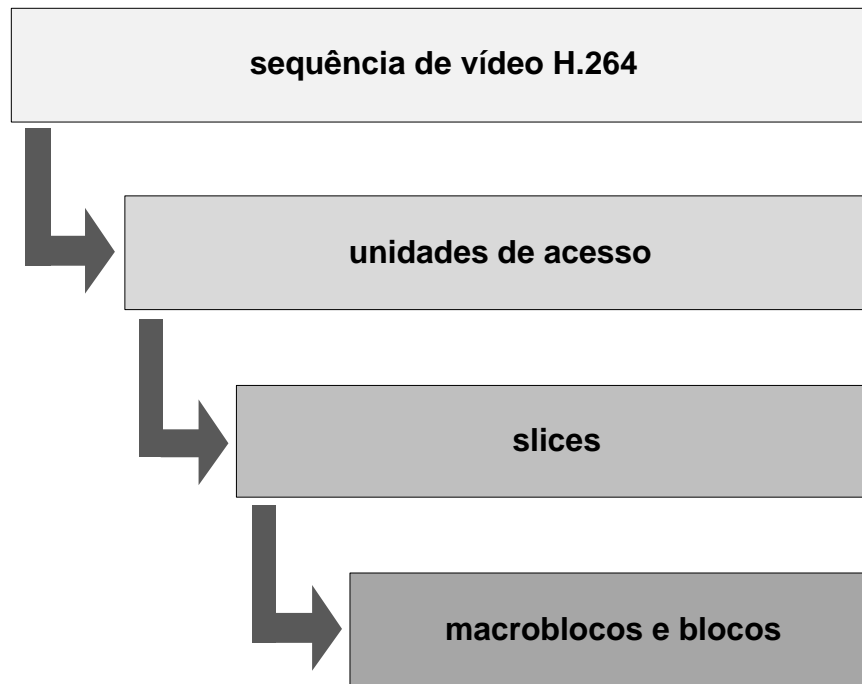 sequência de vídeo H.264
unidades de acesso
slices
macroblocos e blocos